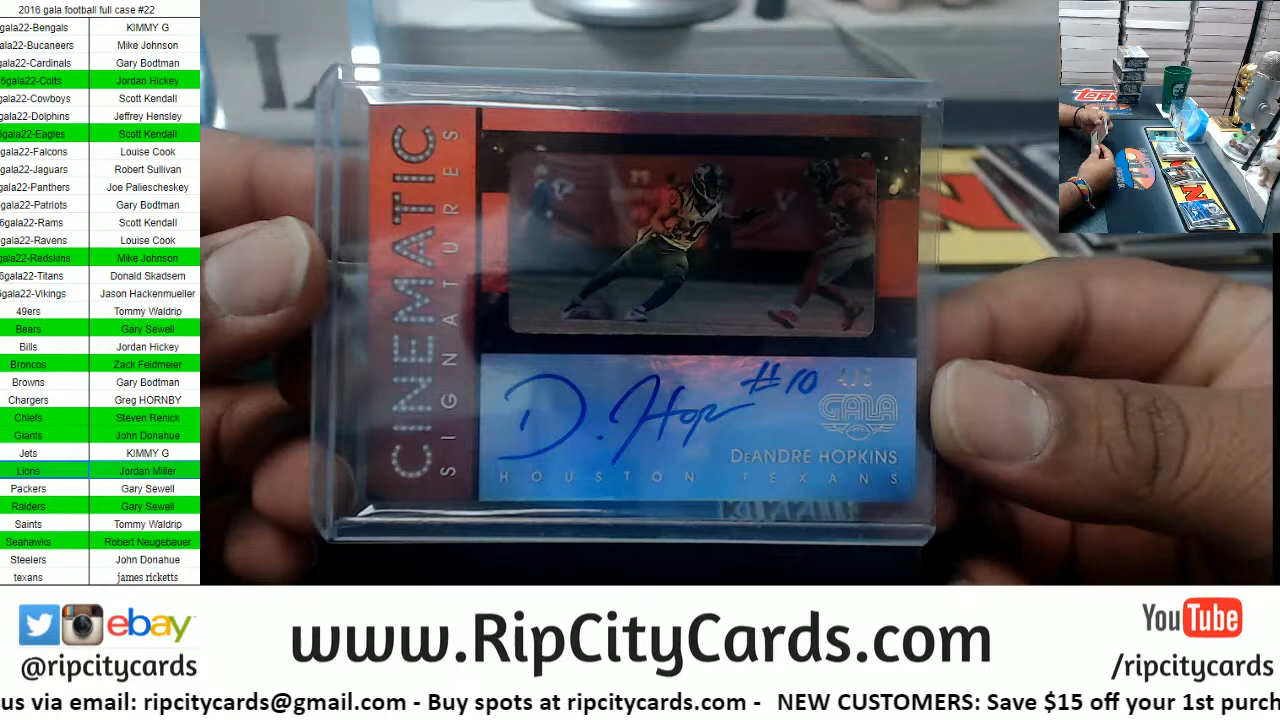 2016 gala football full case #22
gala22-Bengals KIMMY G
ala22-Bucaneers Mike Johnson
gala22-Cardinals Gary Bodtman
6gala22-Colts Jordan Hickey
gala22-Cowboys Scott Kendall
gala22-Dolphins Jeffrey Hensley
6gala22-Eagles Scott Kendall
gala22-Falcons Louise Cook
gala22-Jaguars Robert Sullivan
gala22-Panthers Joe Paliescheskey
gala22-Patriots Gary Bodtman
6gala22-Rams Scott Kendall
gala22-Ravens Louise Cook
gala22-Redskins Mike Johnson
6gala22-Titans Donald Skadsem
6gala22-Vikings Jason Hackenmueller
49ers Tommy Waldrip
Bears Gary Sewell
Bills Jordan Hickey
Broncos Zack Feldmeier
Browns Gary Bodtman
Chargers Greg HORNBY
Chiefs Steven Renick
Giants John Donahue
Jets KIMMY G
Lions Jordan Miller
Packers Gary Sewell
Raiders Gary Sewell
Saints Tommy Waldrip
Seahawks Robert Neugebauer
Steelers John Donahue
texans james ricketts
CINEMATIC
SIGNATURES
D. Hop #10
GALA
DEANDRE HOPKINS
HOUSTON TEXANS
ebay
@ripcitycards
www.RipCityCards.com
YouTube
/ripcitycards
us via email: ripcitycards@gmail.com - Buy spots at ripcitycards.com - NEW CUSTOMERS: Save $15 off your 1st purch